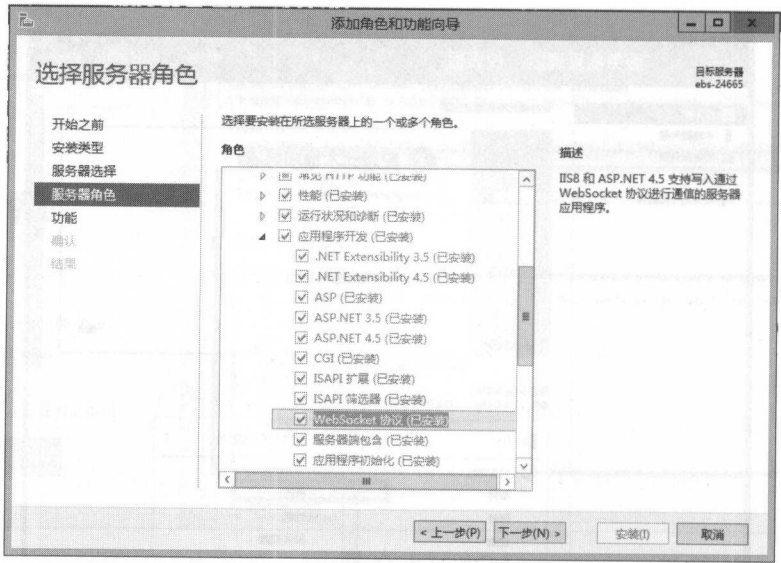 添加角色和功能向导
选择服务器角色
目标服务器
ebs-24665
开始之前
安装类型
服务器选择
服务器角色
功能
确认
结果
选择要安装在所选服务器上的一个或多个角色。
角色
常见 HTTP 功能 (已安装)
性能 (已安装)
运行状况和诊断 (已安装)
应用程序开发 (已安装)
.NET Extensibility 3.5 (已安装)
.NET Extensibility 4.5 (已安装)
ASP (已安装)
ASP.NET 3.5 (已安装)
ASP.NET 4.5 (已安装)
CGI (已安装)
ISAPI 扩展 (已安装)
ISAPI 筛选器 (已安装)
WebSocket 协议 (已安装)
服务器端包含 (已安装)
应用程序初始化 (已安装)
描述
IIS8 和 ASP.NET 4.5 支持写入通过
WebSocket 协议进行通信的服务器
应用程序。
< 上一步(P)
下一步(N) >
安装(I)
取消